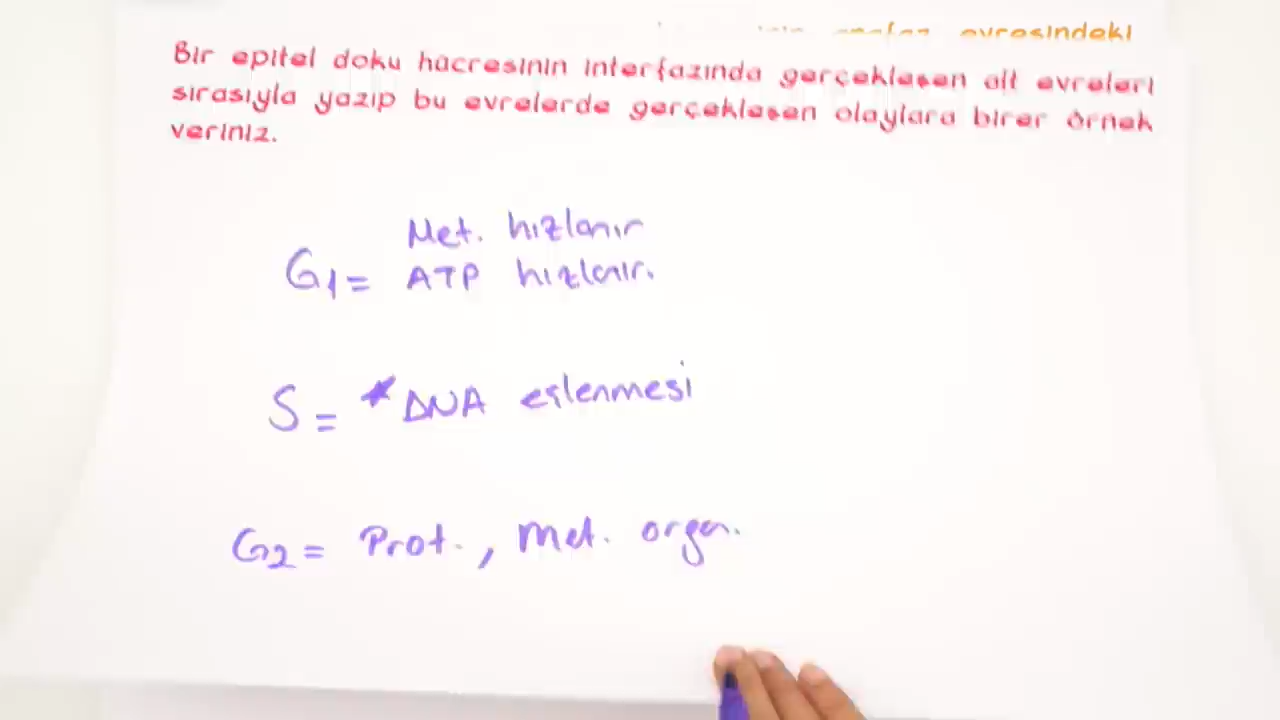 evresindeki
Bir epitel doku hücresinin interfazında gerçekleşen alt evreleri
sırasıyla yazıp bu evrelerde gerçekleşen olaylara birer örnek
veriniz.
Met. hızlanır
G1= ATP hızlanır.
S= *DNA eşlenmesi
G2= Prot., Met. organ.